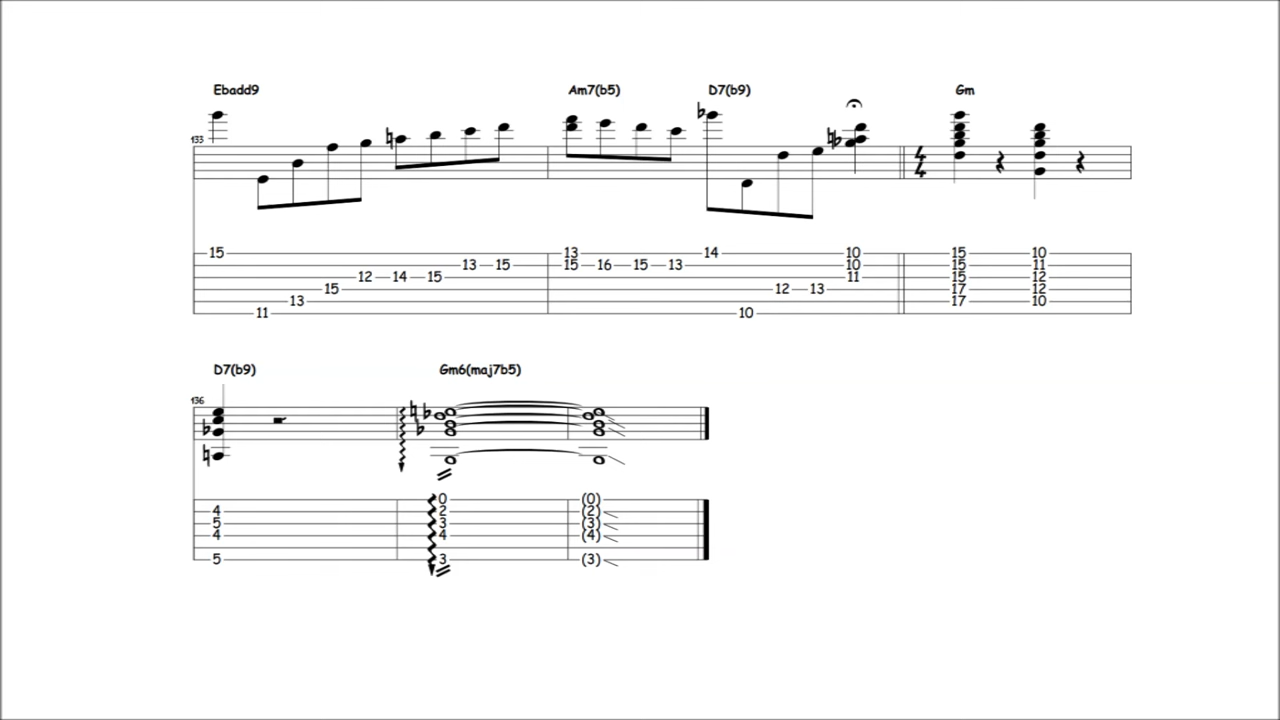 Ebadd9 Am7(b5) D7(b9) Gm
133
4
4
15 13 14 10 15 10
13 15 15 16 15 13 10 15 11
12 14 15 11 15 12
15 12 13 17 12
13 17 10
11 10
D7(b9) Gm6(maj7b5)
136
0 (0)
4 2 (2)
5 3 (3)
4 4 (4)
5 3 (3)